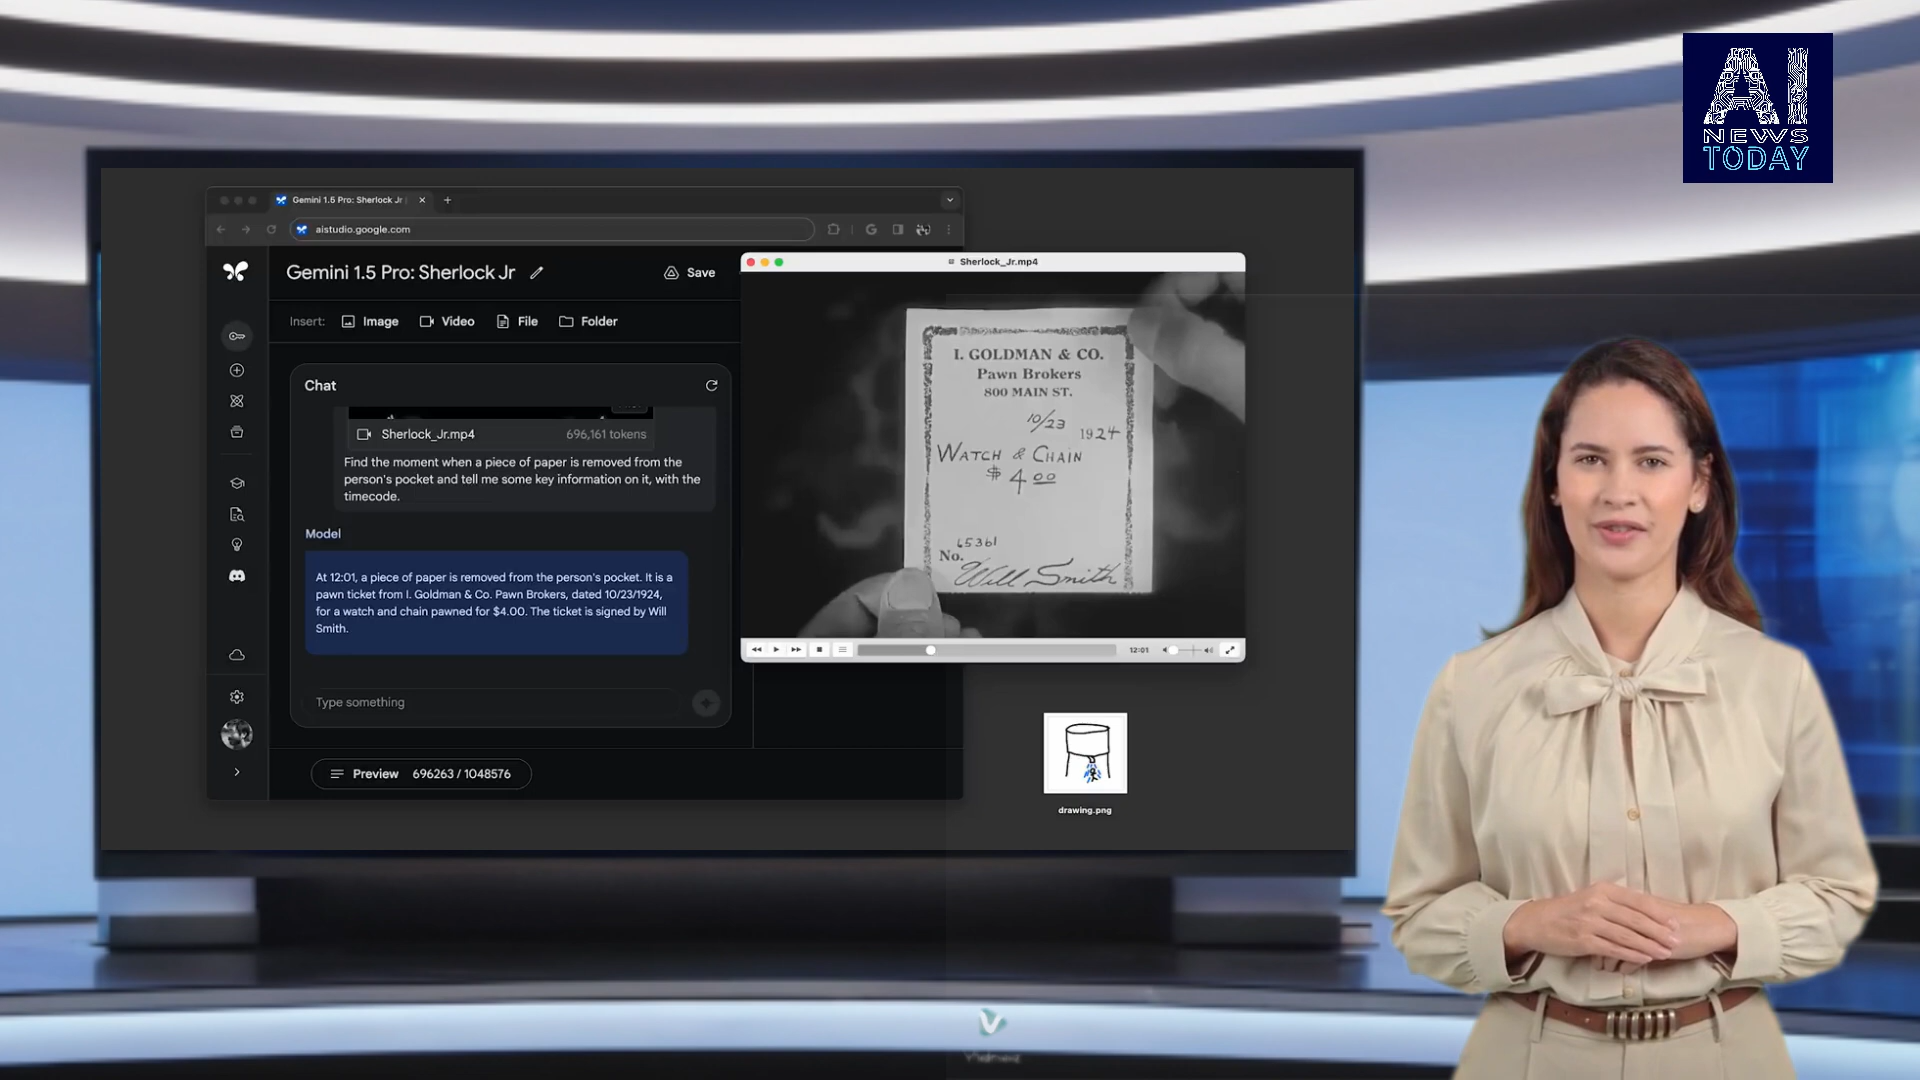 AI
NEWS
TODAY
Gemini 1.5 Pro: Sherlock Jr
aistudio.google.com
Gemini 1.5 Pro: Sherlock Jr
Save
Insert: Image Video File Folder
Chat
Sherlock_Jr.mp4 696,161 tokens
Find the moment when a piece of paper is removed from the
person's pocket and tell me some key information on it, with the
timecode.
Model
At 12:01, a piece of paper is removed from the person's pocket. It is a
pawn ticket from I. Goldman & Co. Pawn Brokers, dated 10/23/1924,
for a watch and chain pawned for $4.00. The ticket is signed by Will
Smith.
Type something
Preview 696263 / 1048576
Sherlock_Jr.mp4
I. GOLDMAN & CO.
Pawn Brokers
800 MAIN ST.
10/23 1924
WATCH & CHAIN
$ 4.00
65361
No.
Will Smith
12:01
drawing.png